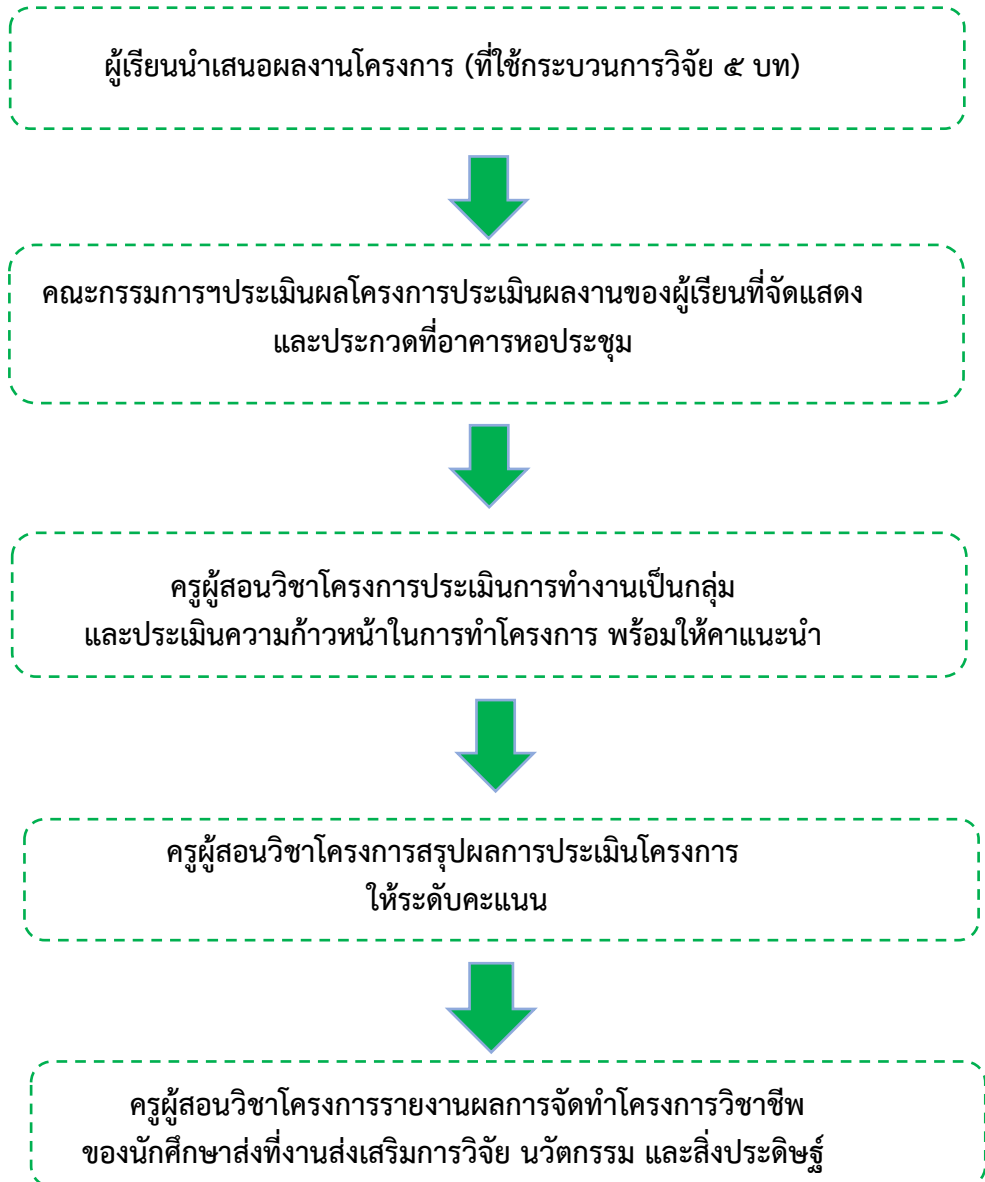 ผู้เรียนนำเสนอผลงานโครงการ (ที่ใช้กระบวนการวิจัย ๕ บท)
คณะกรรมการฯประเมินผลโครงการประเมินผลงานของผู้เรียนที่จัดแสดง
และประกวดที่อาคารหอประชุม
ครูผู้สอนวิชาโครงการประเมินการทำงานเป็นกลุ่ม
และประเมินความก้าวหน้าในการทำโครงการ พร้อมให้คาแนะนำ
ครูผู้สอนวิชาโครงการสรุปผลการประเมินโครงการ
ให้ระดับคะแนน
ครูผู้สอนวิชาโครงการรายงานผลการจัดทำโครงการวิชาชีพ
ของนักศึกษาส่งที่งานส่งเสริมการวิจัย นวัตกรรม และสิ่งประดิษฐ์